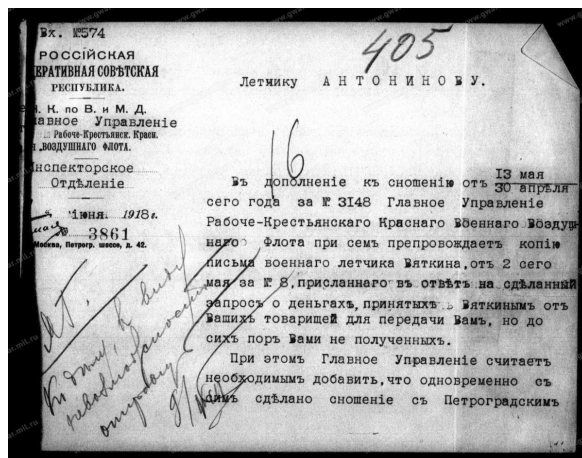 Вх. №574
РОССІЙСКАЯ
ЕРАТИВНАЯ СОВѢТСКАЯ
РЕСПУБЛИКА.
Н. К. по В. и М. Д.
лавное Управленіе
Рабоче-Крестьянск. Красн.
ВОЗДУШНАГО ФЛОТА.
Инспекторское
Отдѣленіе
іюня. 1918 г.
3861
Москва, Петрогр. шоссе, д. 42.
405
Летнику АНТОНИНОВУ.
16
Въ дополненіе къ сношенію отъ 13 мая
30 апрѣля
сего года за № 3148 Главное Управленіе
Рабоче-Крестьянскаго Краснаго Военнаго Воздуш-
наго Флота при семъ препровождаетъ копію
письма военнаго летчика Вяткина, отъ 2 сего
мая за № 8, присланнаго въ отвѣтъ на сдѣланный
запросъ о деньгахъ, принятыхъ Вяткинымъ отъ
Вашихъ товарищей для передачи Вамъ, но до
сихъ поръ Вами не полученныхъ.
При этомъ Главное Управленіе считаетъ
необходимымъ добавить, что одновременно съ
симъ сдѣлано сношеніе съ Петроградскимъ